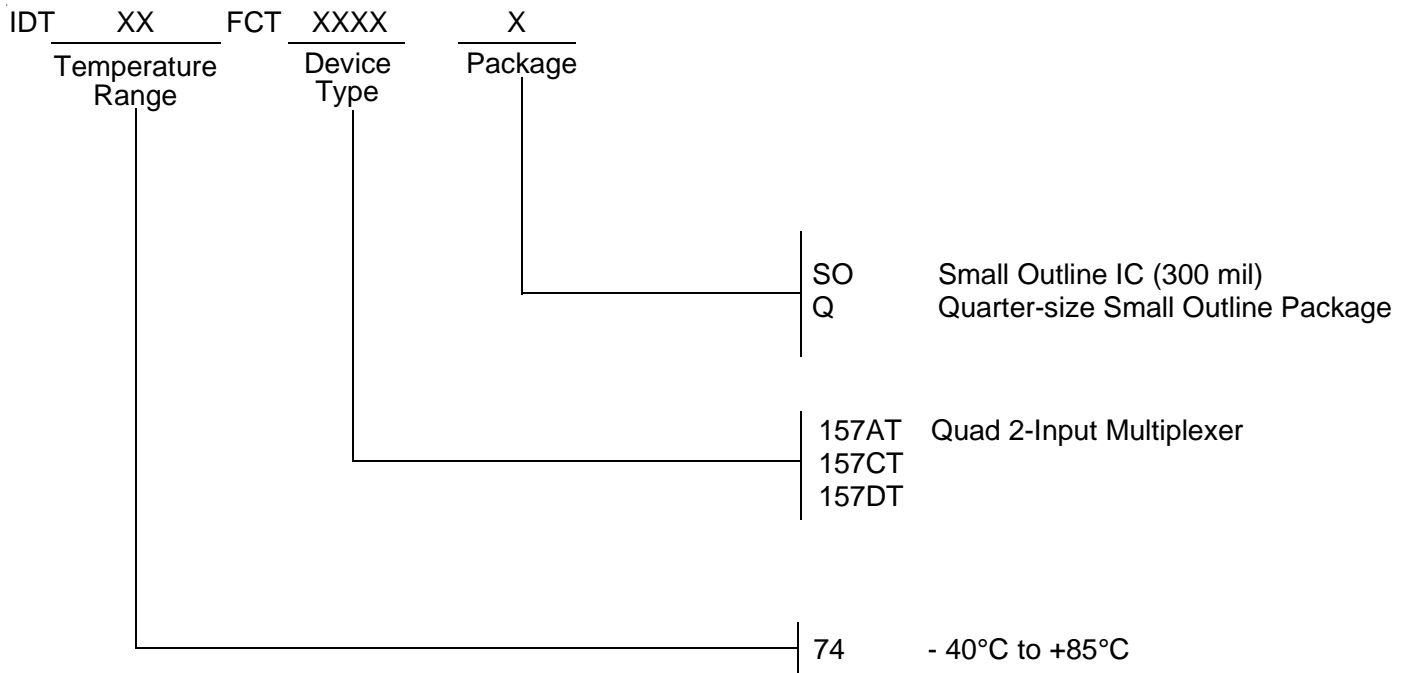 IDT XX FCT XXXX X
Temperature Range
Device Type
Package
SO Small Outline IC (300 mil)
Q Quarter-size Small Outline Package
157AT Quad 2-Input Multiplexer
157CT
157DT
74 - 40°C to +85°C